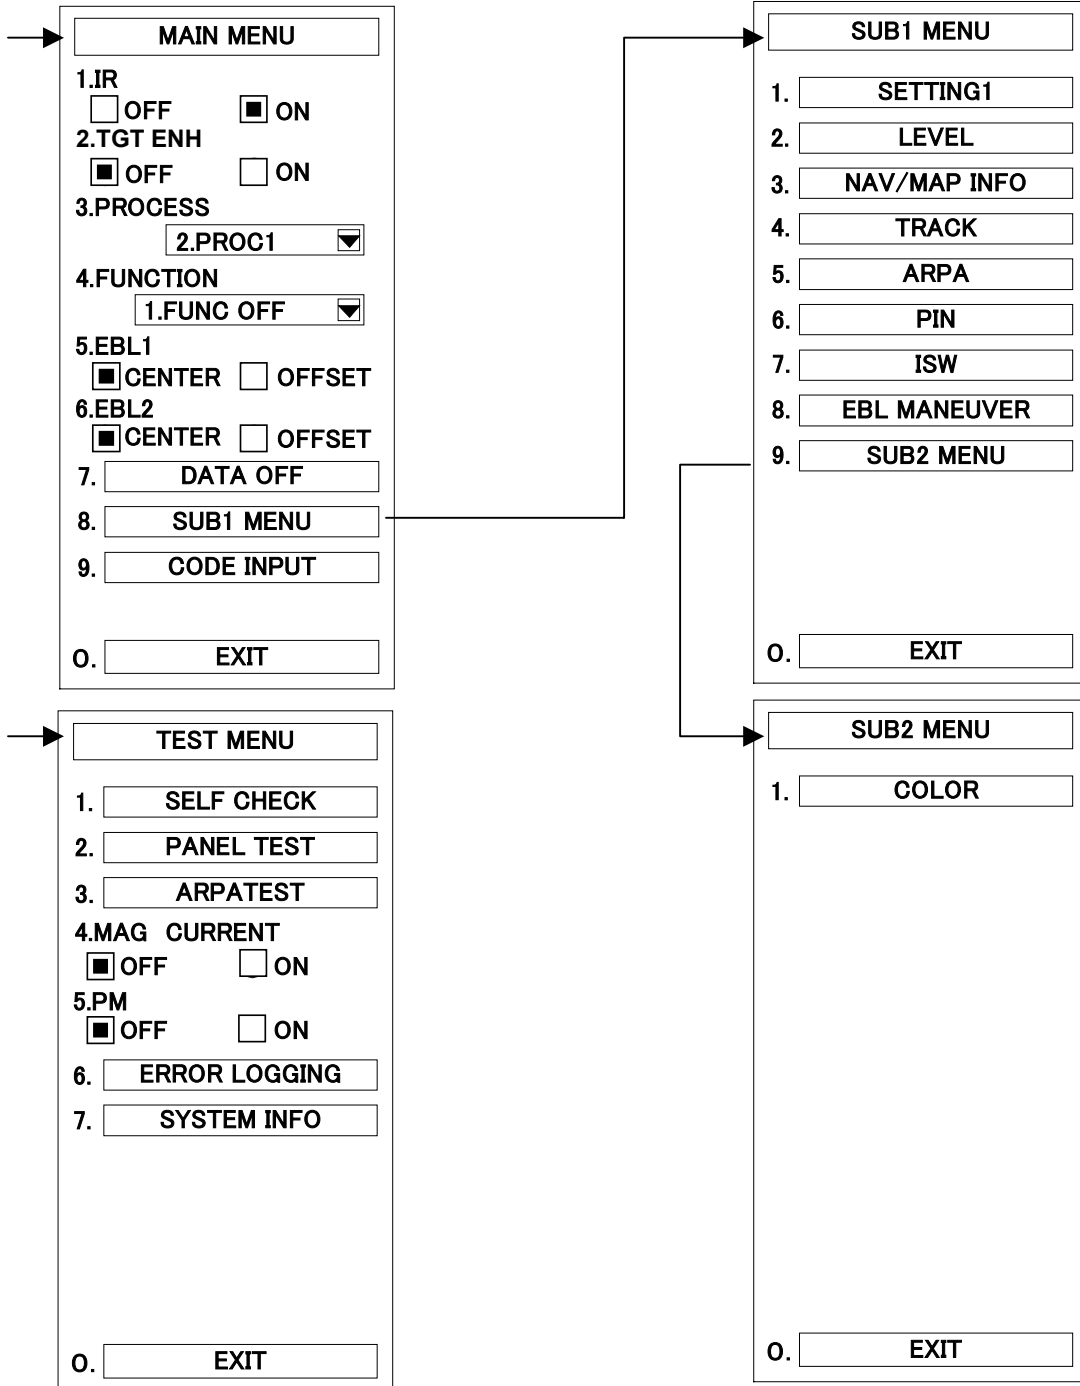 MAIN MENU
1.IR
OFF ON
2.TGT ENH
OFF ON
3.PROCESS
2.PROC1
4.FUNCTION
1.FUNC OFF
5.EBL1
CENTER OFFSET
6.EBL2
CENTER OFFSET
7. DATA OFF
8. SUB1 MENU
9. CODE INPUT
0. EXIT
SUB1 MENU
1. SETTING1
2. LEVEL
3. NAV/MAP INFO
4. TRACK
5. ARPA
6. PIN
7. ISW
8. EBL MANEUVER
9. SUB2 MENU
0. EXIT
TEST MENU
1. SELF CHECK
2. PANEL TEST
3. ARPATEST
4.MAG CURRENT
OFF ON
5.PM
OFF ON
6. ERROR LOGGING
7. SYSTEM INFO
0. EXIT
SUB2 MENU
1. COLOR
0. EXIT